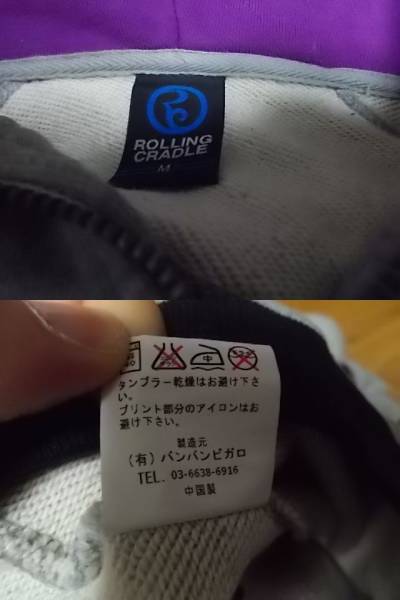 ROLLING
CRADLE
M
中
タンブラー乾燥はお避け下さ
い。
プリント部分のアイロンはお
避け下さい。
製造元
(有)バンバンビガロ
TEL. 03-6638-6916
中国製